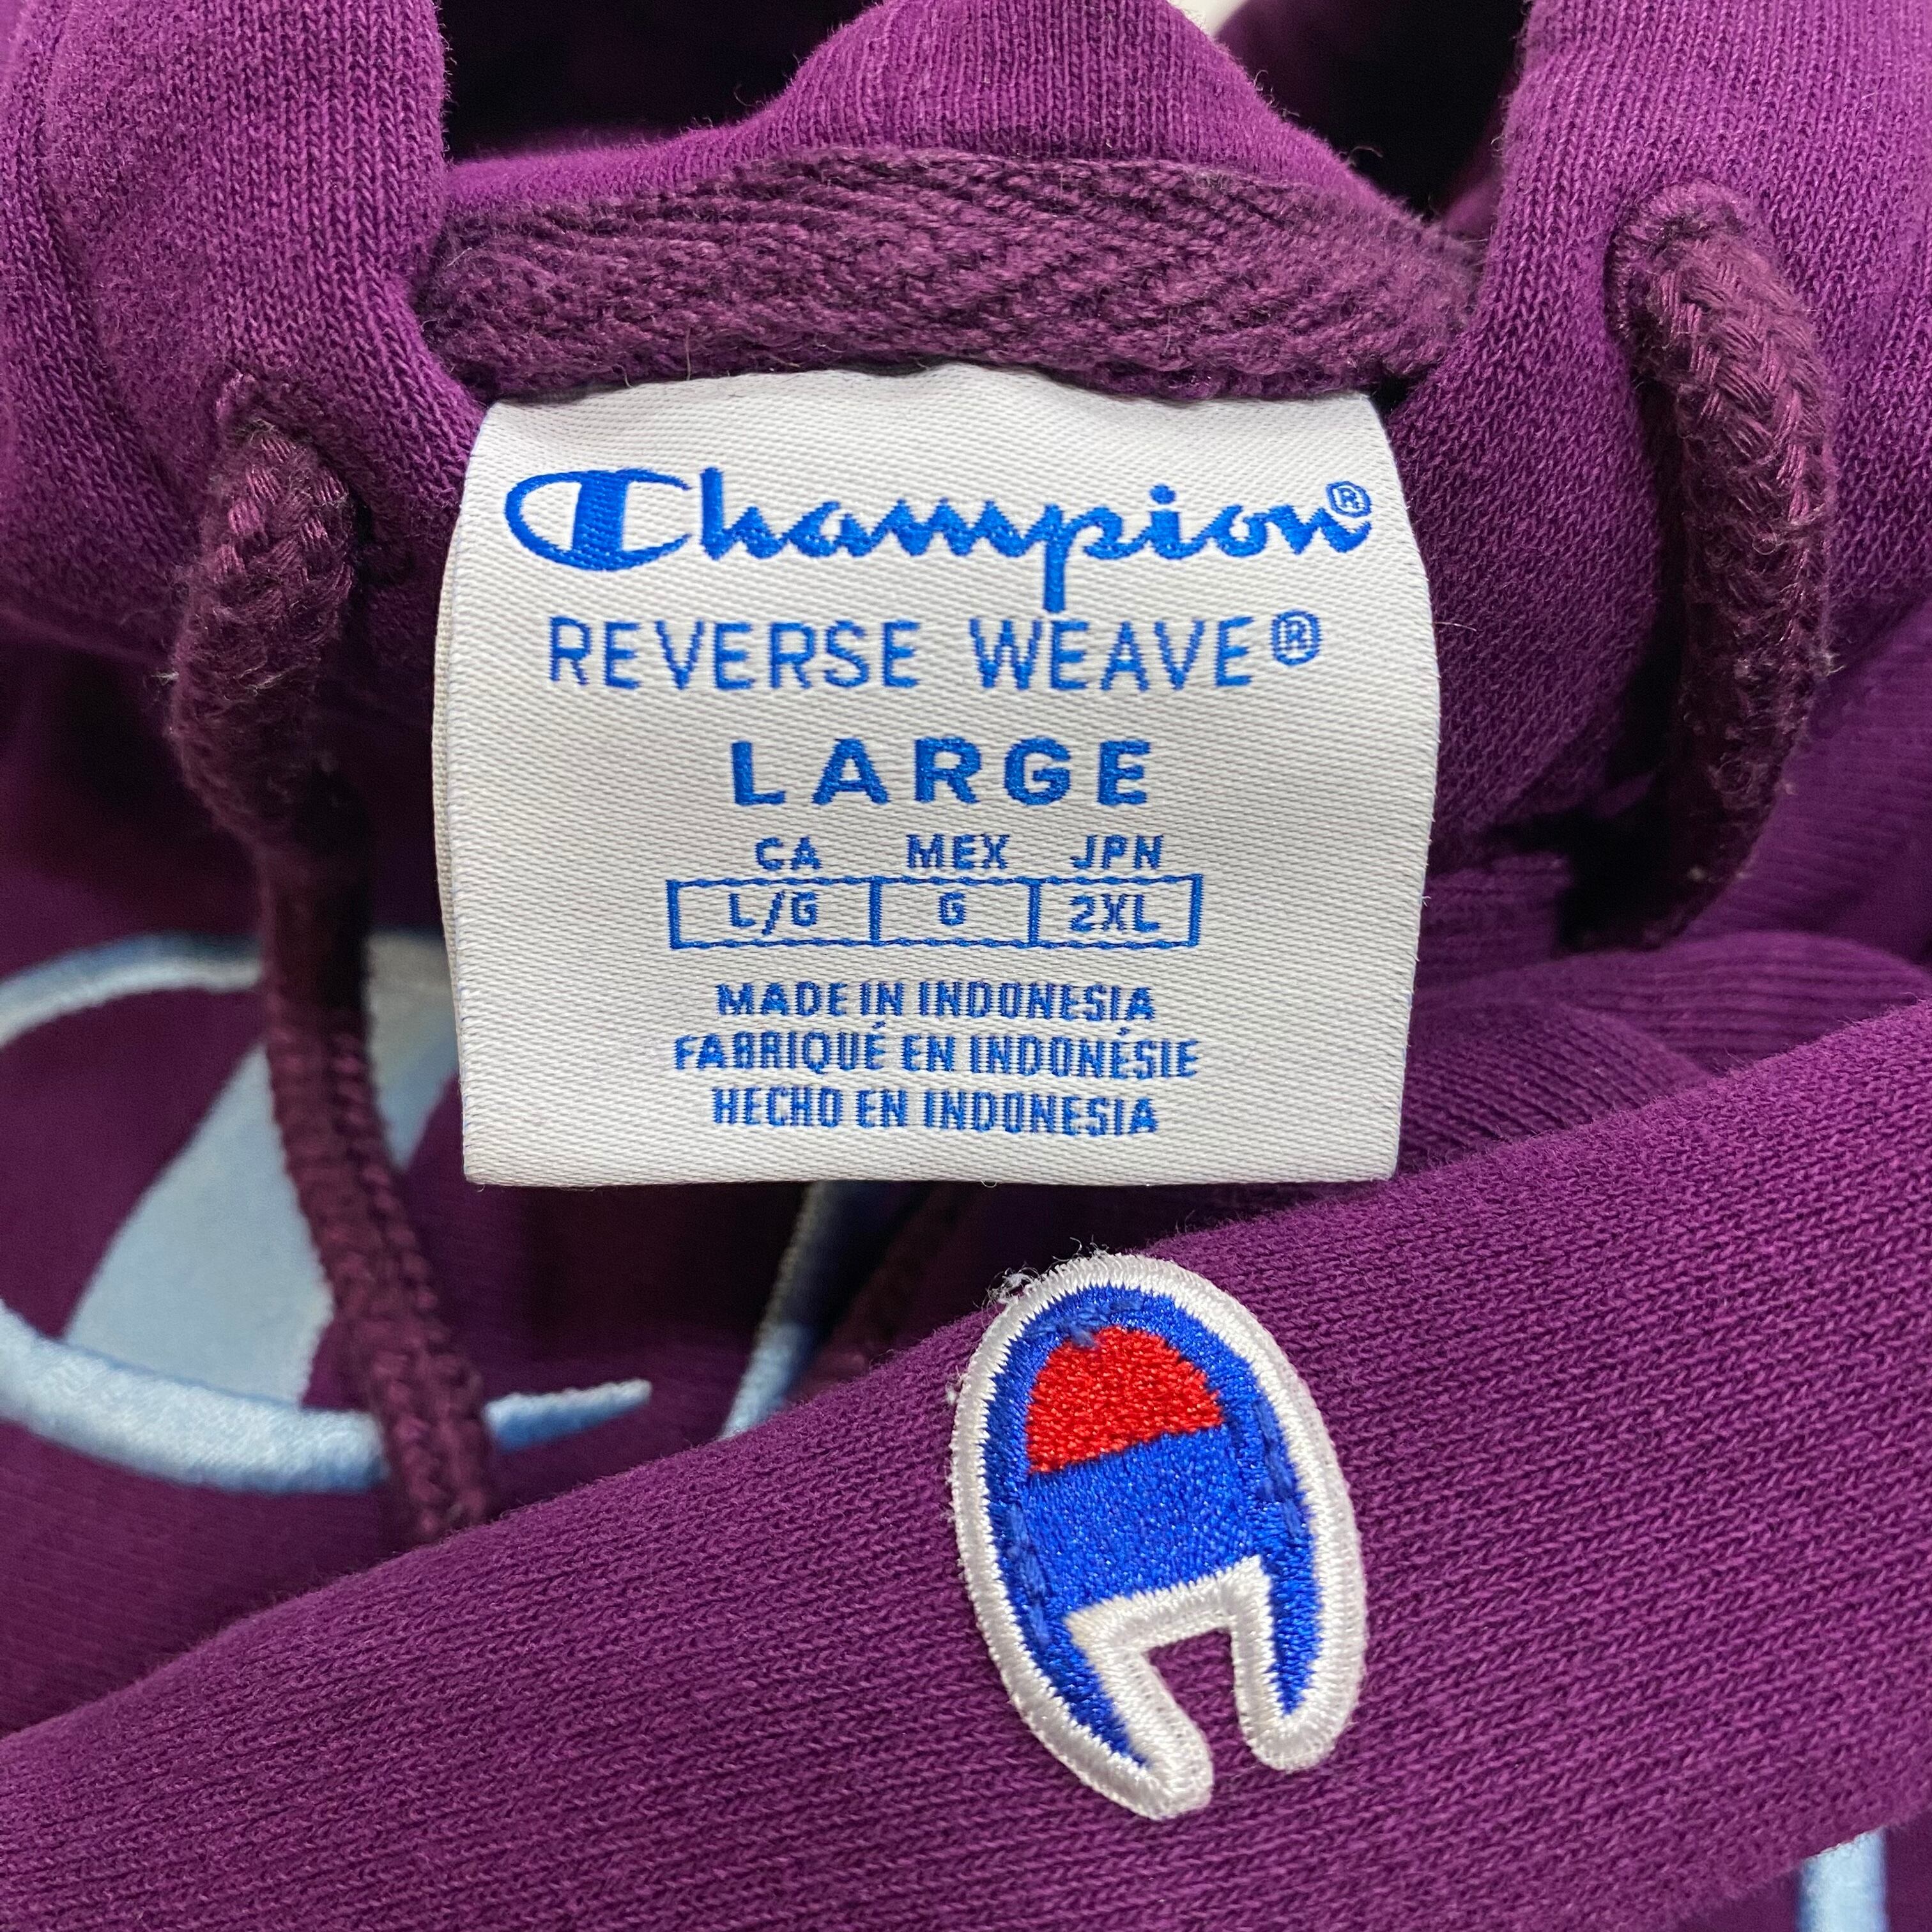 Champion®
REVERSE WEAVE®
LARGE
CA MEX JPN
L/G G 2XL
MADE IN INDONESIA
FABRIQUÉ EN INDONÉSIE
HECHO EN INDONESIA